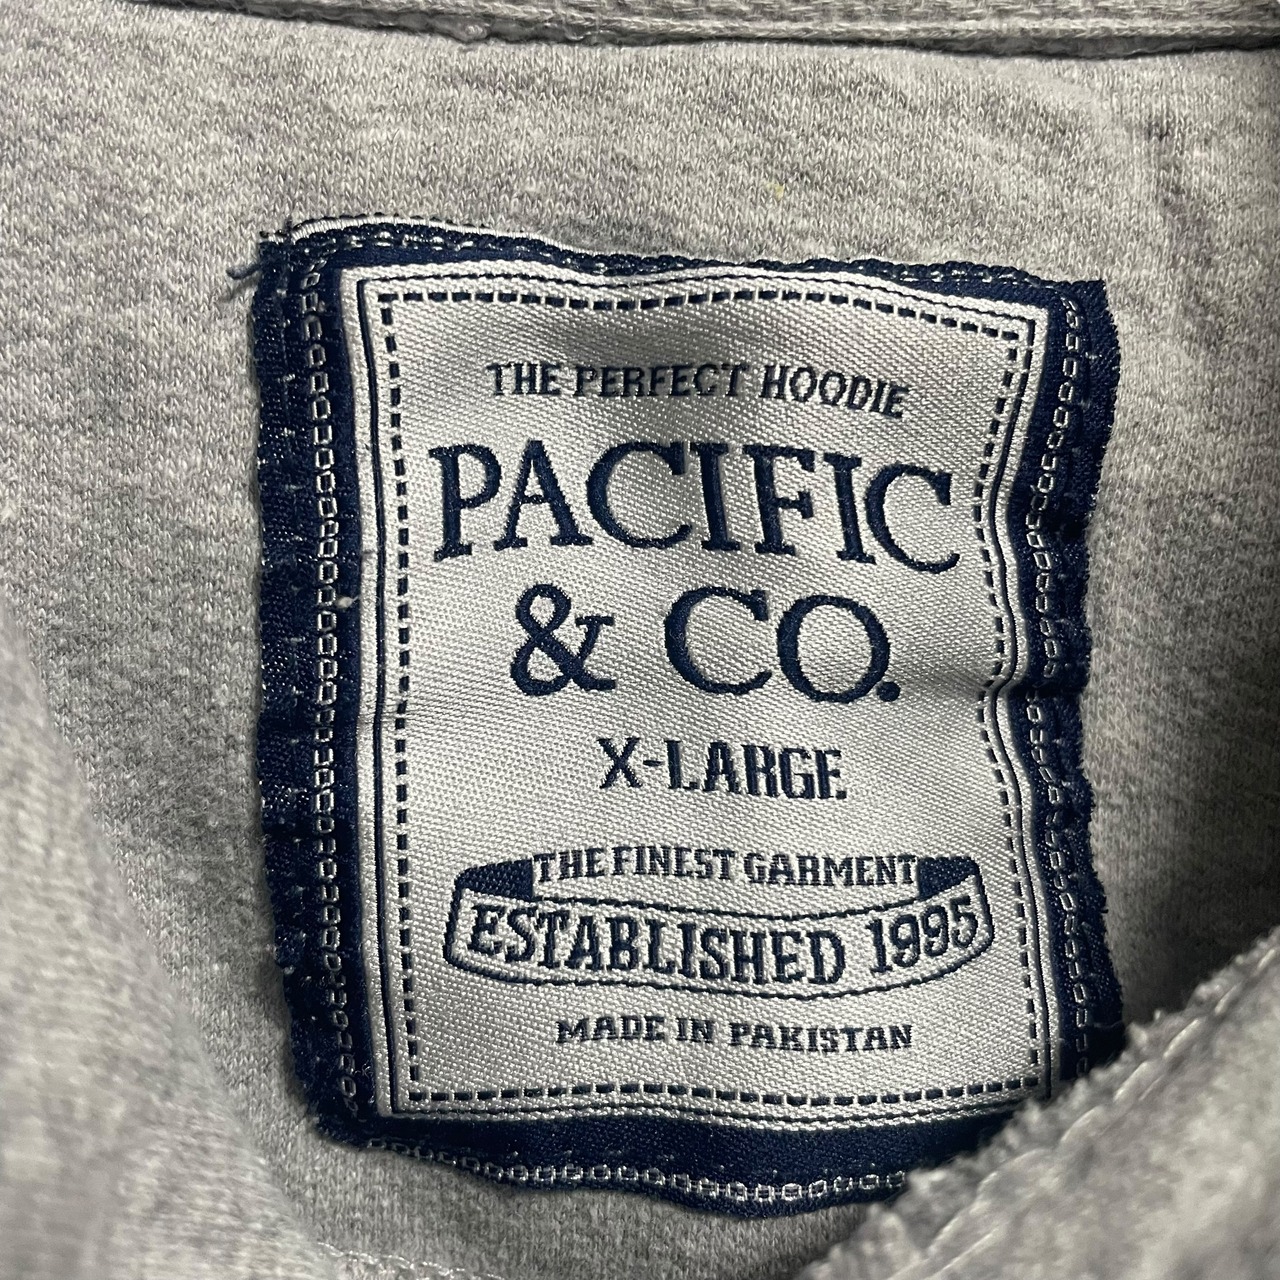 THE PERFECT HOODIE
PACIFIC
& CO.
X-LARGE
THE FINEST GARMENT
ESTABLISHED 1995
MADE IN PAKISTAN